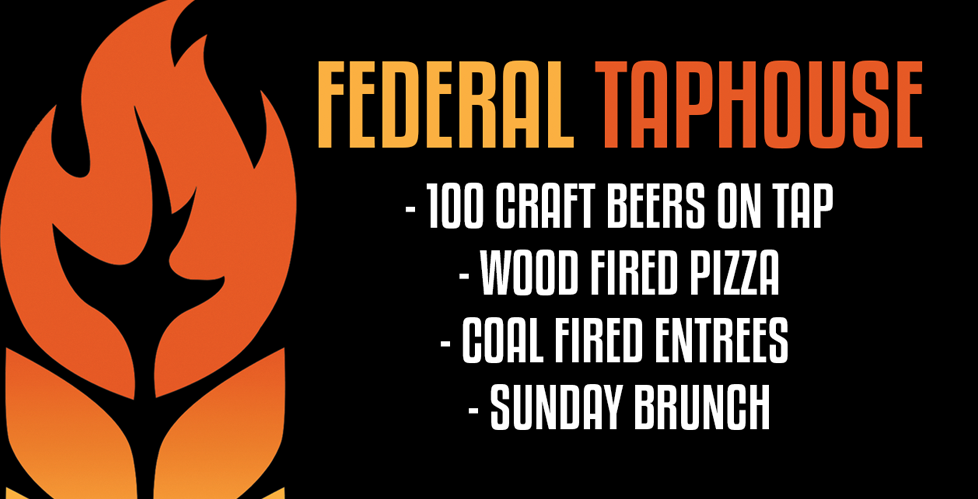 FEDERAL TAPHOUSE
- 100 CRAFT BEERS ON TAP
- WOOD FIRED PIZZA
- COAL FIRED ENTREES
- SUNDAY BRUNCH